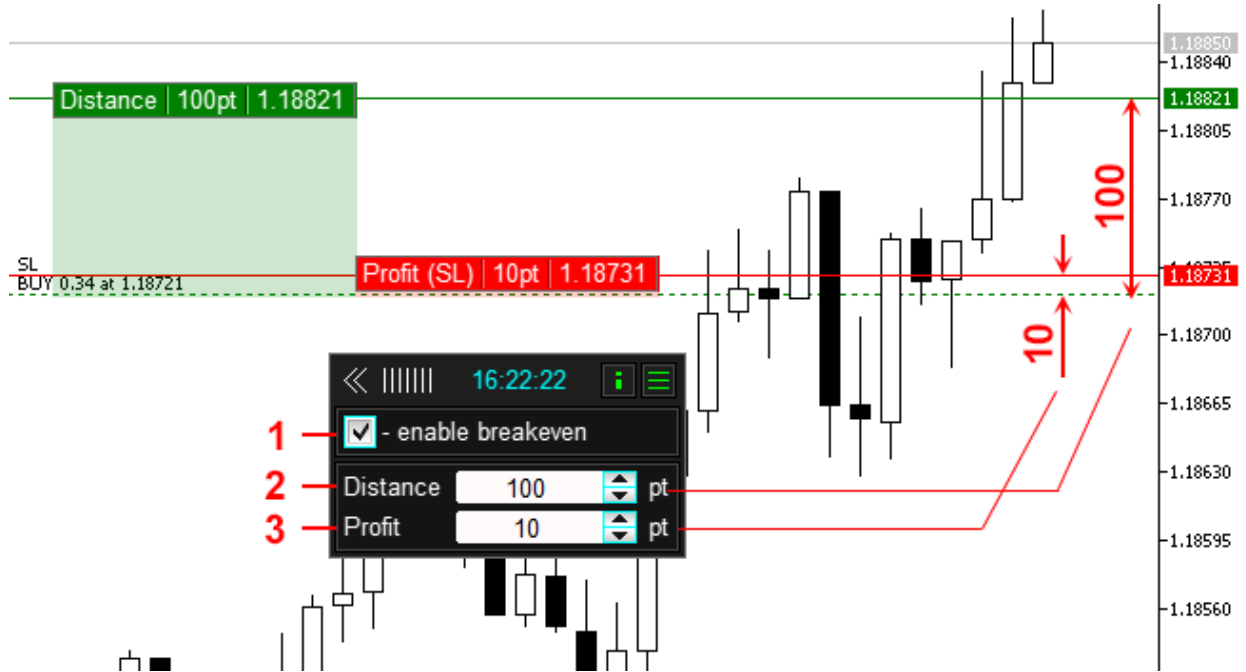 1.18850
1.18840
Distance 100pt 1.18821
1.18821
1.18805
100
1.18770
SL
BUY 0.34 at 1.18721
Profit (SL) 10pt 1.18731
1.18731
10
1.18700
16:22:22
1.18665
1
- enable breakeven
1.18630
2
Distance 100 pt
3
Profit 10 pt
1.18595
1.18560